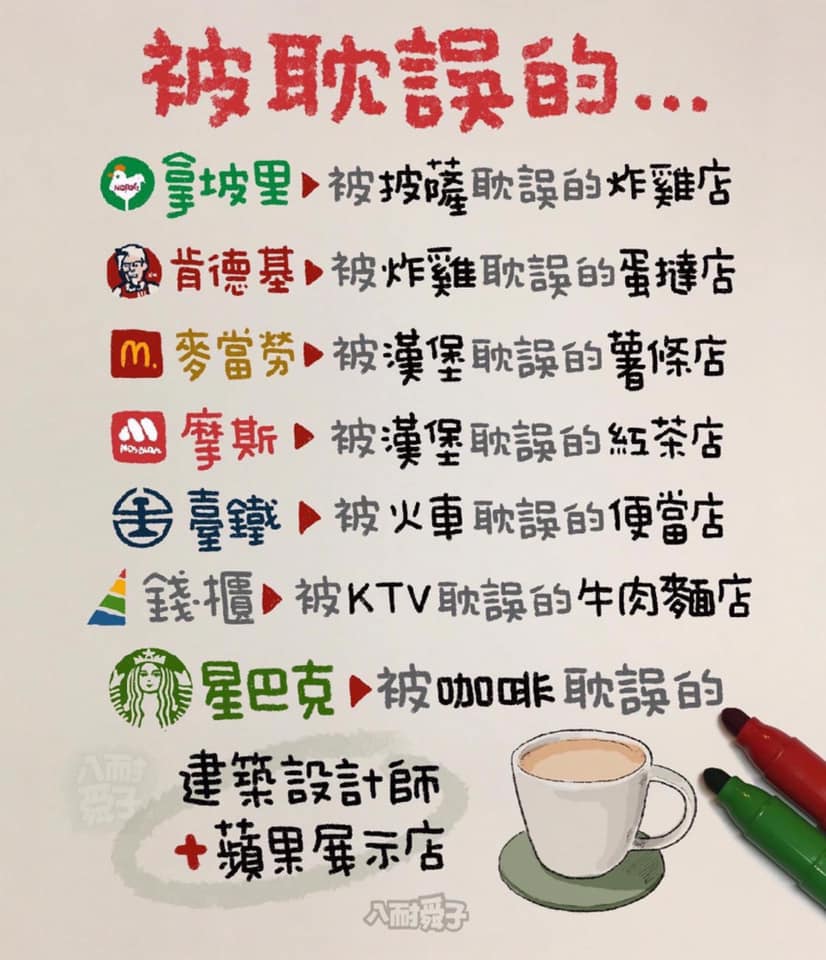 被耽誤的...
NAPOLI 拿坡里▶被披薩耽誤的炸雞店
肯德基▶被炸雞耽誤的蛋撻店
m. 麥當勞▶被漢堡耽誤的薯條店
M MOS BURGER 摩斯▶被漢堡耽誤的紅茶店
臺鐵▶被火車耽誤的便當店
錢櫃▶被KTV耽誤的牛肉麵店
星巴克▶被咖啡耽誤的
建築設計師
+蘋果展示店
八耐舜子
八耐舜子